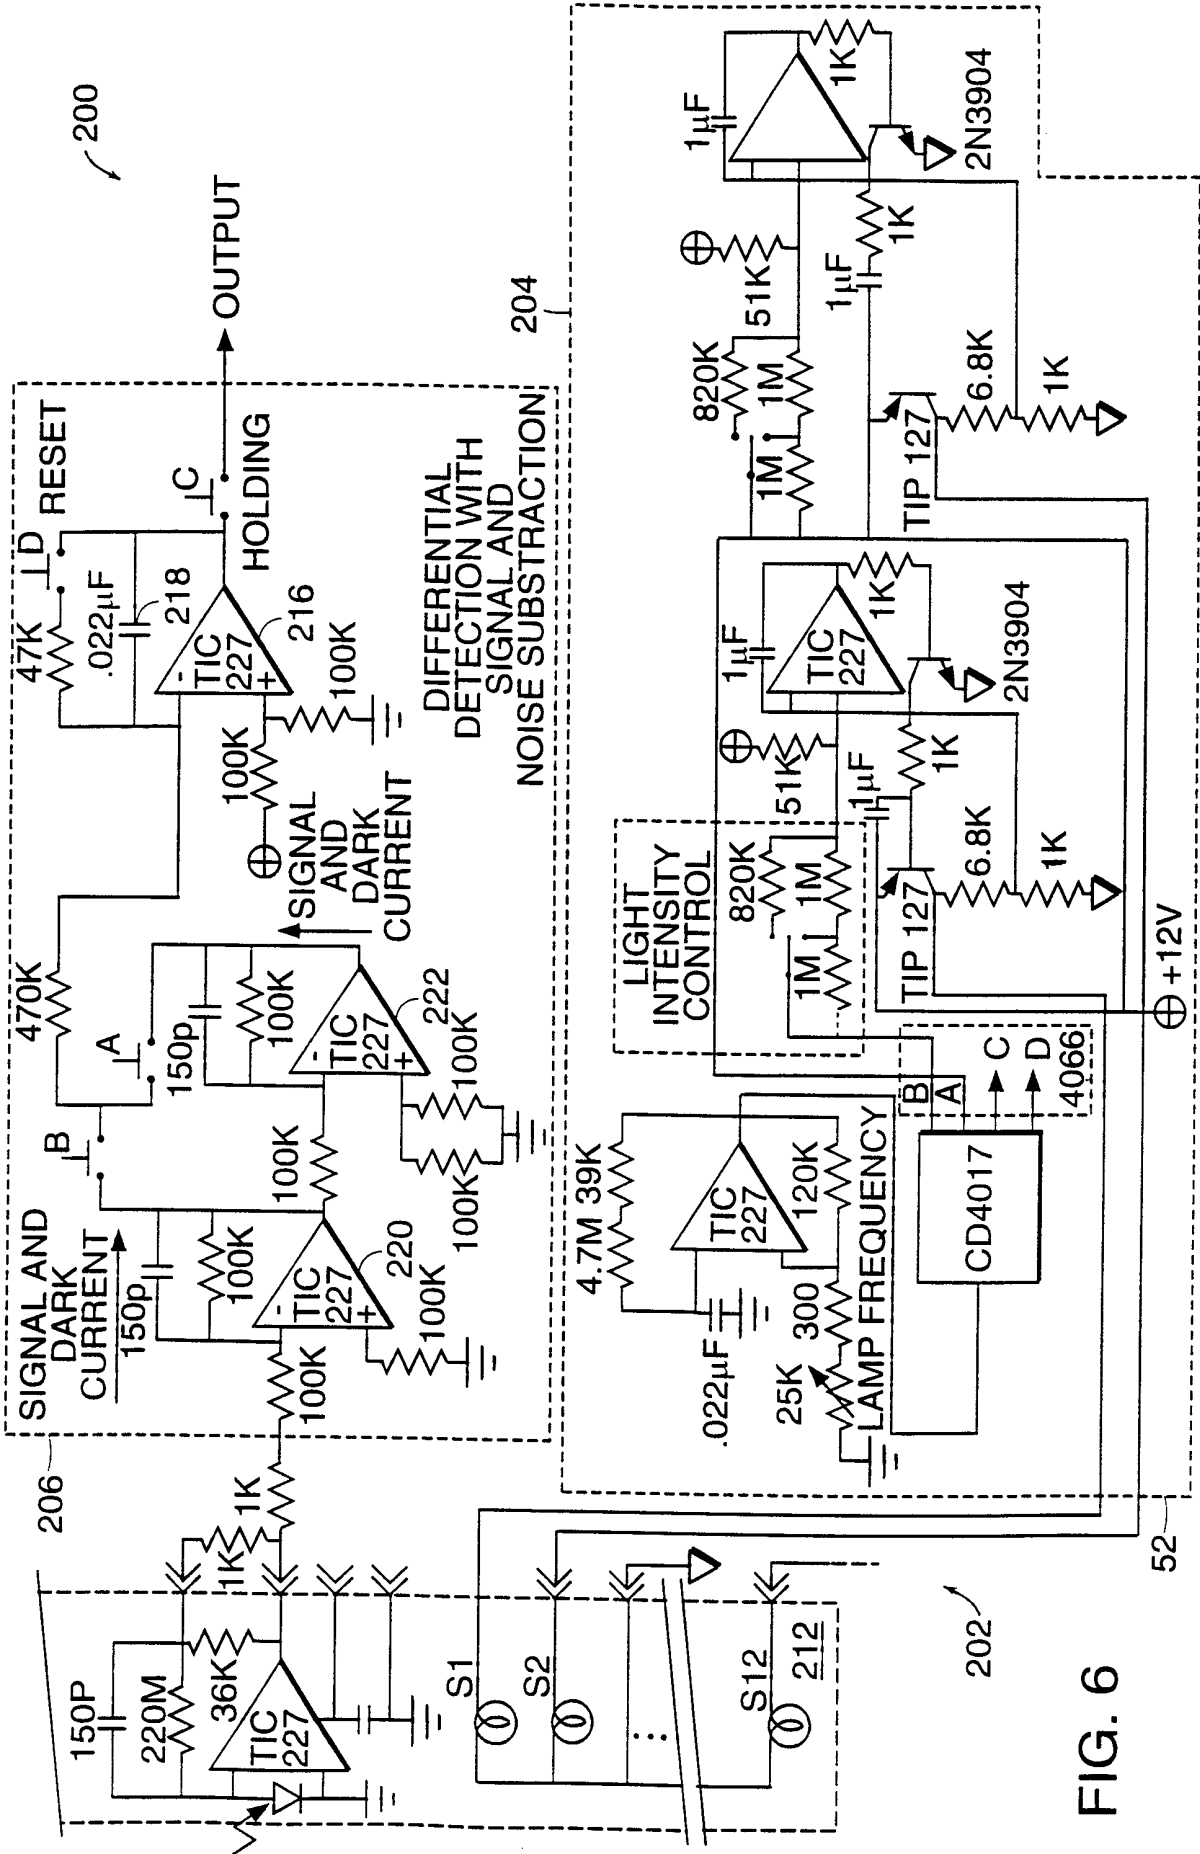 200
RESET
47K
D
.022µF
218
C
OUTPUT
HOLDING
-
TIC
227
+
216
100K
100K
SIGNAL
AND
DARK
CURRENT
DIFFERENTIAL
DETECTION WITH
SIGNAL AND
NOISE SUBSTRACTION
470K
A
150p
100K
-
TIC
227
+
222
100K
100K
B
100K
SIGNAL AND
DARK
CURRENT
150p
100K
-
TIC
227
+
220
100K
100K
206
1K
1K
150P
220M
36K
TIC
227
S1
S2
S12
212
202
52
204
1µF
1K
2N3904
1K
1µF
51K
820K
1M
1M
TIP 127
6.8K
1K
1µF
TIC
227
1K
2N3904
1K
1µF
51K
820K
1M
1M
TIP 127
6.8K
1K
LIGHT
INTENSITY
CONTROL
+12V
B
A
C
D
4066
CD4017
4.7M 39K
TIC
227
120K
.022µF
300
25K
LAMP FREQUENCY
FIG. 6